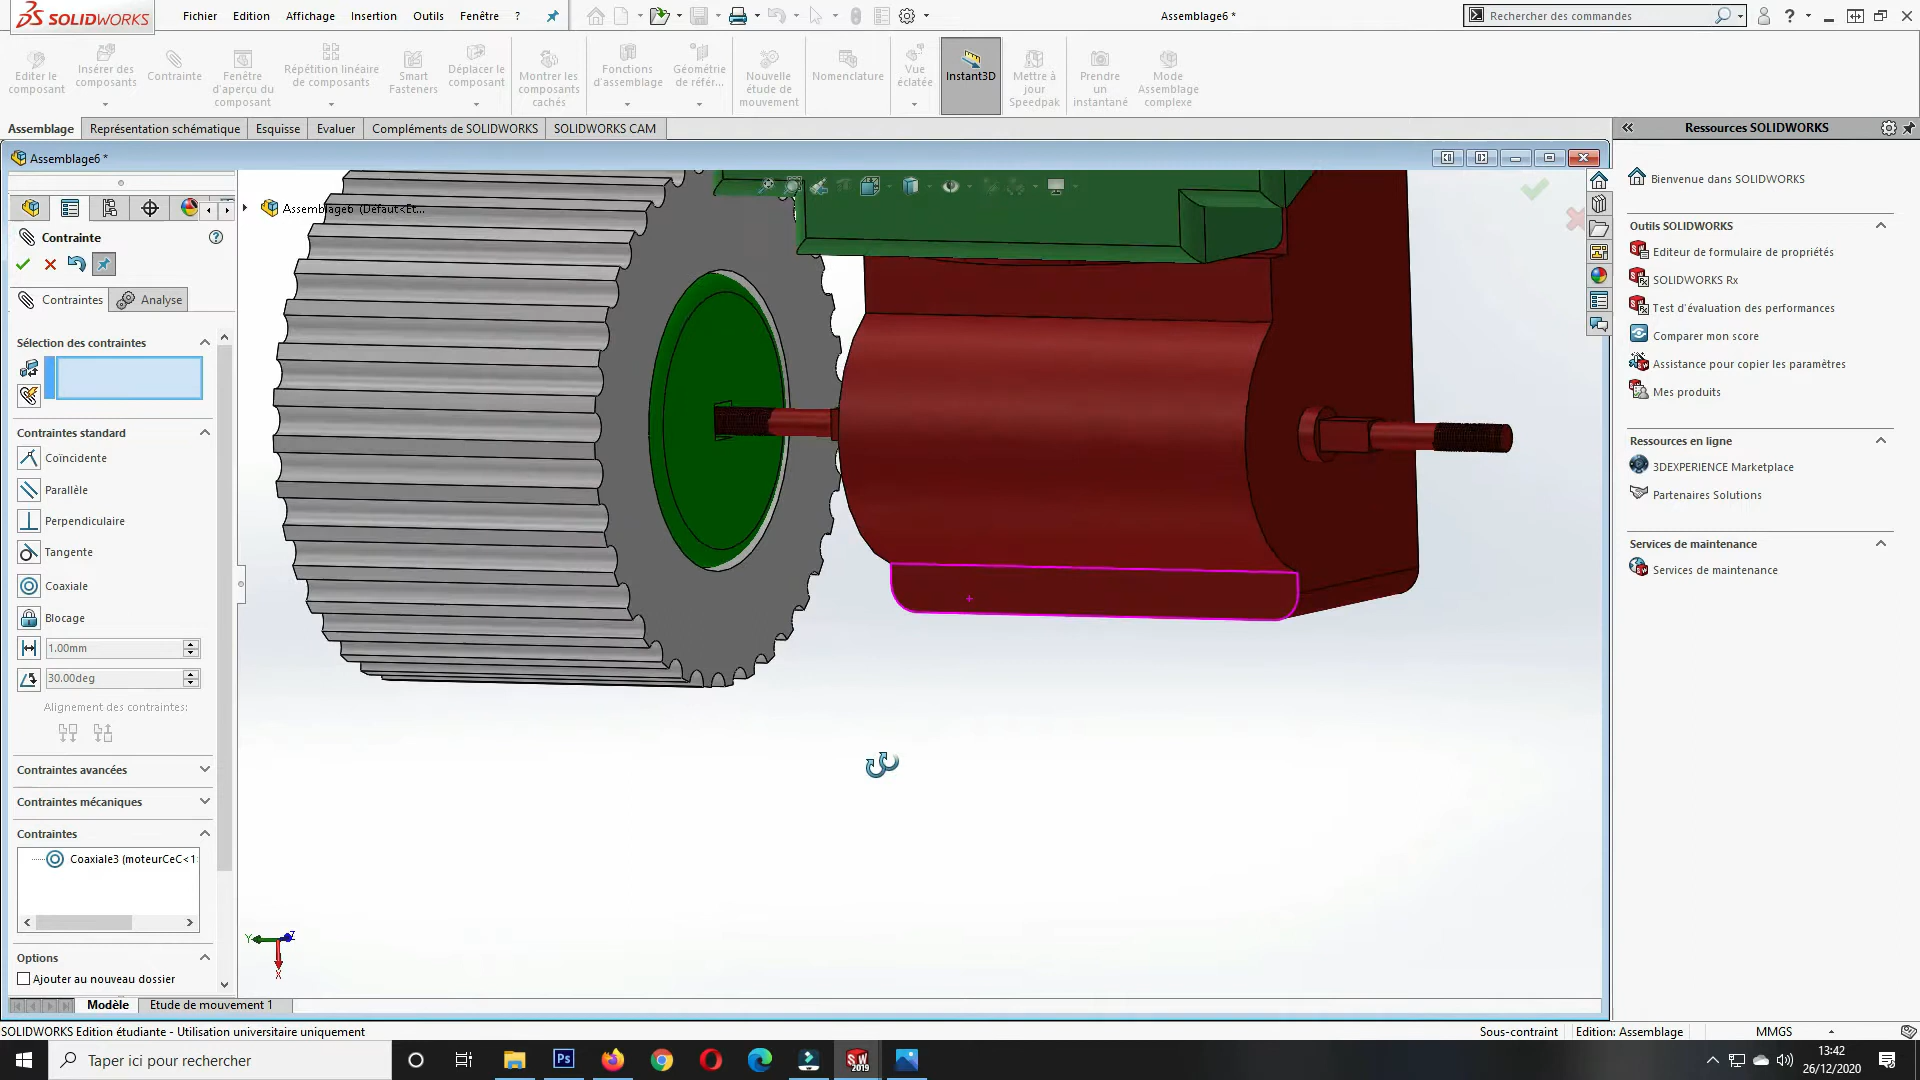 SOLIDWORKS
Fichier
Edition
Affichage
Insertion
Outils
Fenêtre
?
Assemblage6 *
Rechercher des commandes
?
Editer le composant
Insérer des composants
Contrainte
Fenêtre d'aperçu du composant
Répétition linéaire de composants
Smart Fasteners
Déplacer le composant
Montrer les composants cachés
Fonctions d'assemblage
Géométrie de référ...
Nouvelle étude de mouvement
Nomenclature
Vue éclatée
Instant3D
Mettre à jour Speedpak
Prendre un instantané
Mode Assemblage complexe
Assemblage
Représentation schématique
Esquisse
Evaluer
Compléments de SOLIDWORKS
SOLIDWORKS CAM
Ressources SOLIDWORKS
Assemblage6 *
Assemblage6 (Défaut<Et...
Contrainte
Contraintes
Analyse
Sélection des contraintes
Contraintes standard
Coïncidente
Parallèle
Perpendiculaire
Tangente
Coaxiale
Blocage
1.00mm
30.00deg
Alignement des contraintes:
Contraintes avancées
Contraintes mécaniques
Contraintes
Coaxiale3 (moteurCeC<1
Options
Ajouter au nouveau dossier
Y
Z
X
Modèle
Etude de mouvement 1
Bienvenue dans SOLIDWORKS
Outils SOLIDWORKS
Editeur de formulaire de propriétés
SOLIDWORKS Rx
Test d'évaluation des performances
Comparer mon score
Assistance pour copier les paramètres
Mes produits
Ressources en ligne
3DEXPERIENCE Marketplace
Partenaires Solutions
Services de maintenance
Services de maintenance
SOLIDWORKS Edition étudiante - Utilisation universitaire uniquement
Sous-contraint
Edition: Assemblage
MMGS
Taper ici pour rechercher
Ps
SW
2019
13:42
26/12/2020